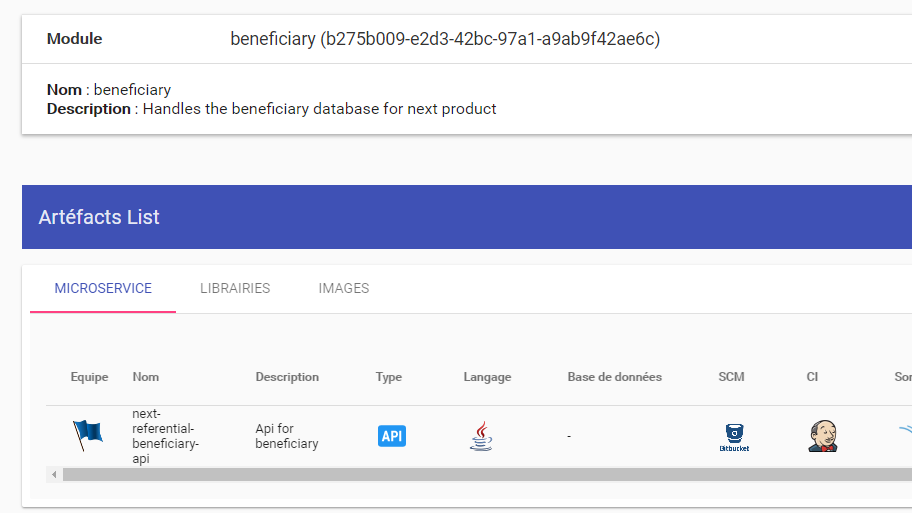 Module beneficiary (b275b009-e2d3-42bc-97a1-a9ab9f42ae6c)
Nom : beneficiary
Description : Handles the beneficiary database for next product
Artéfacts List
MICROSERVICE LIBRAIRIES IMAGES
Equipe Nom Description Type Langage Base de données SCM CI
next-
referential-
beneficiary-
api
Api for
beneficiary
API
-
Bitbucket